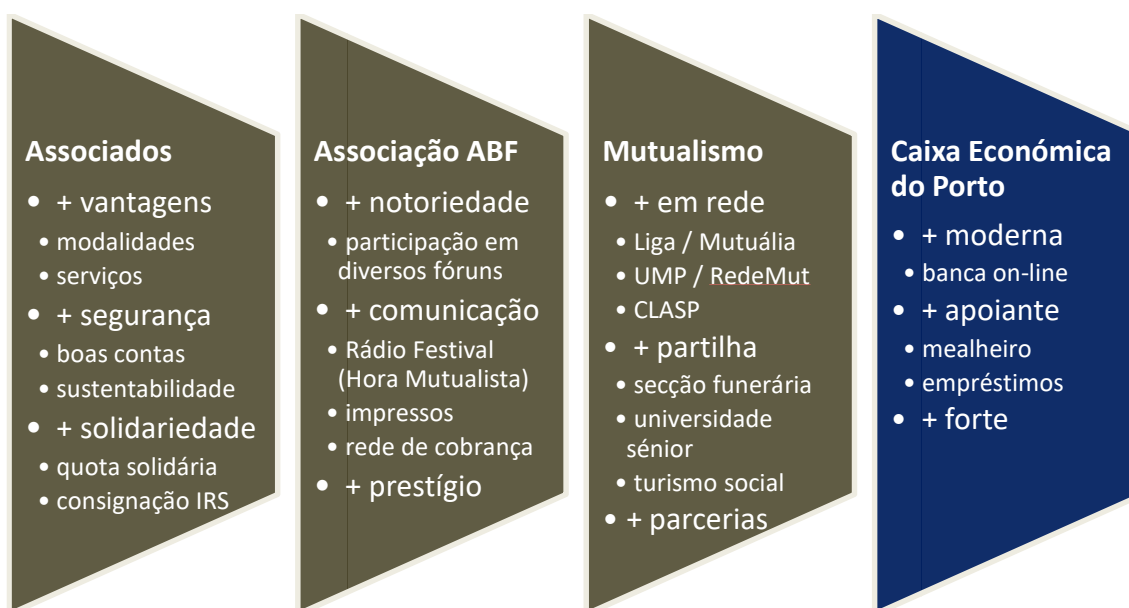 Associados
• + vantagens
• modalidades
• serviços
• + segurança
• boas contas
• sustentabilidade
• + solidariedade
• quota solidária
• consignação IRS
Associação ABF
• + notoriedade
• participação em
diversos fóruns
• + comunicação
• Rádio Festival
(Hora Mutualista)
• impressos
• rede de cobrança
• + prestígio
Mutualismo
• + em rede
• Liga / Mutuália
• UMP / RedeMut
• CLASP
• + partilha
• secção funerária
• universidade
sénior
• turismo social
• + parcerias
Caixa Económica
do Porto
• + moderna
• banca on-line
• + apoiante
• mealheiro
• empréstimos
• + forte